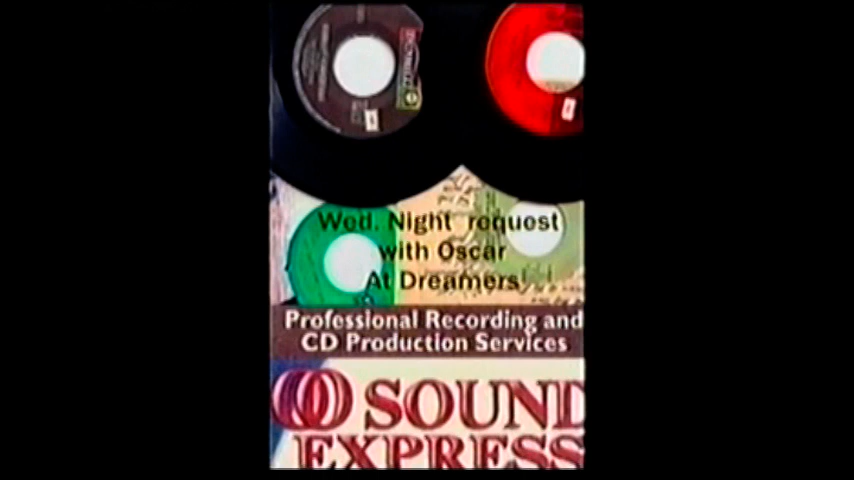 Wed. Night request
with Oscar
At Dreamers
Professional Recording and
CD Production Services
SOUND
EXPRESS